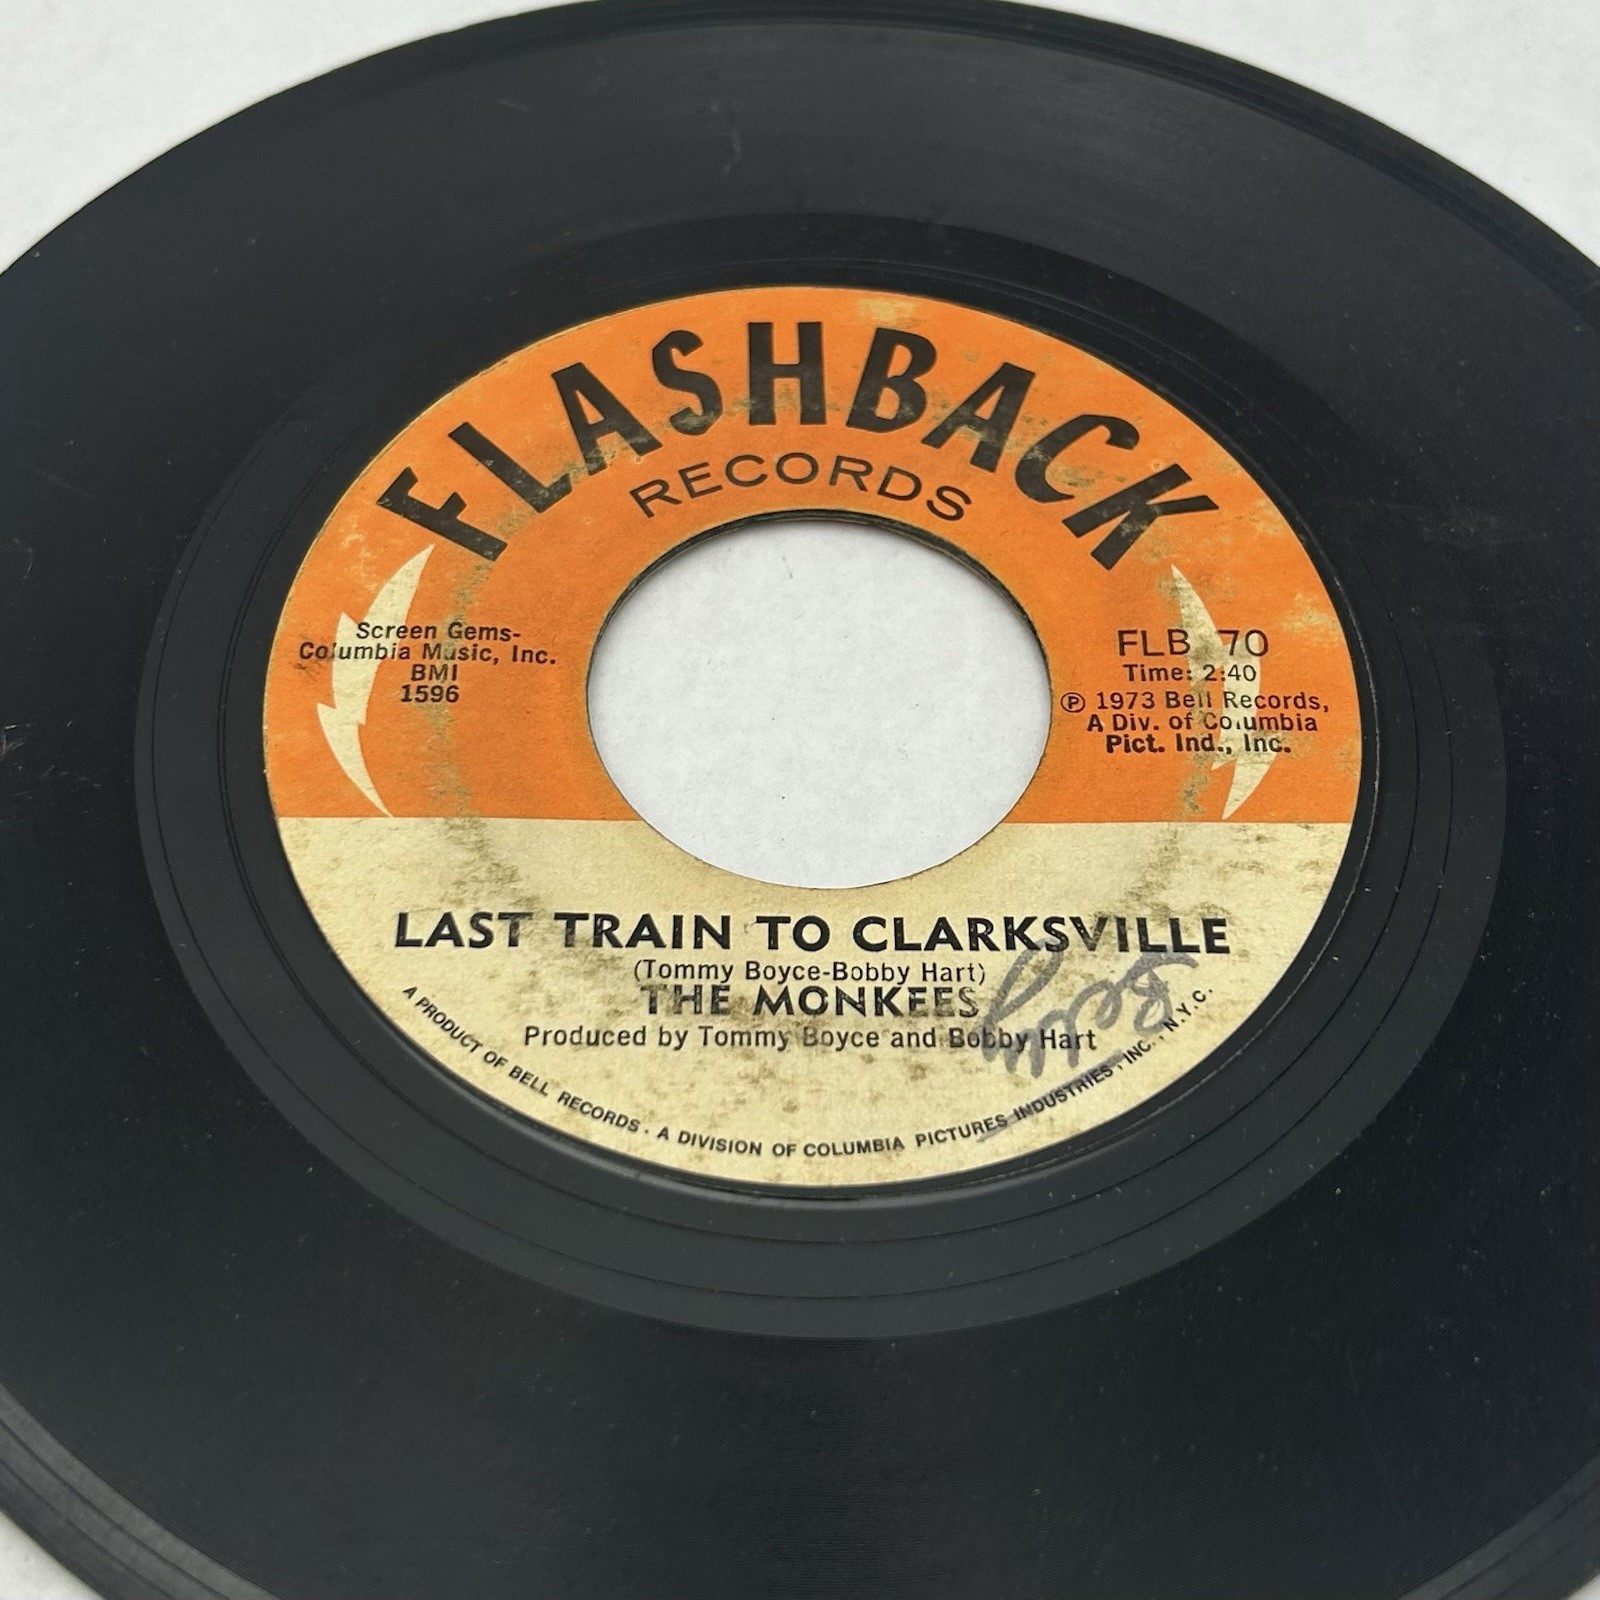 FLASHBACK
RECORDS
Screen Gems-
Columbia Music, Inc.
BMI
1596
FLB 70
Time: 2:40
℗ 1973 Bell Records,
A Div. of Columbia
Pict. Ind., Inc.
LAST TRAIN TO CLARKSVILLE
(Tommy Boyce-Bobby Hart)
THE MONKEES
Produced by Tommy Boyce and Bobby Hart
A PRODUCT OF BELL RECORDS • A DIVISION OF COLUMBIA PICTURES INDUSTRIES, INC., N.Y.C.